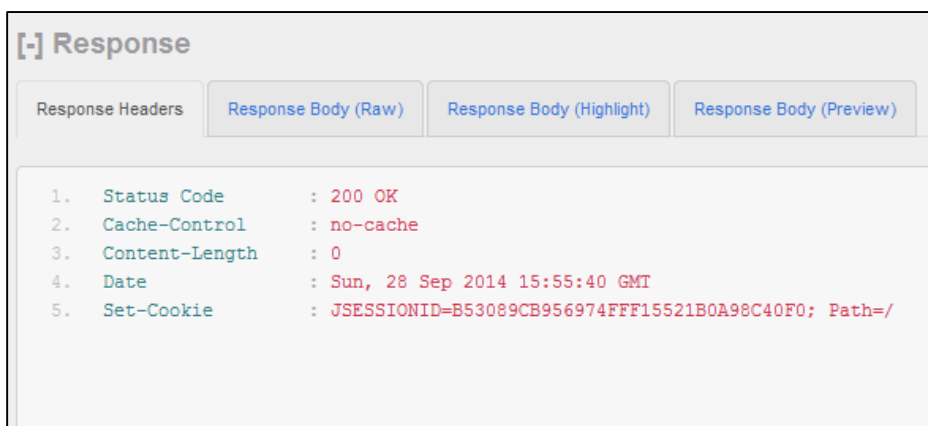 [-] Response
Response Headers Response Body (Raw) Response Body (Highlight) Response Body (Preview)
1. Status Code : 200 OK
2. Cache-Control : no-cache
3. Content-Length : 0
4. Date : Sun, 28 Sep 2014 15:55:40 GMT
5. Set-Cookie : JSESSIONID=B53089CB956974FFF15521B0A98C40F0; Path=/